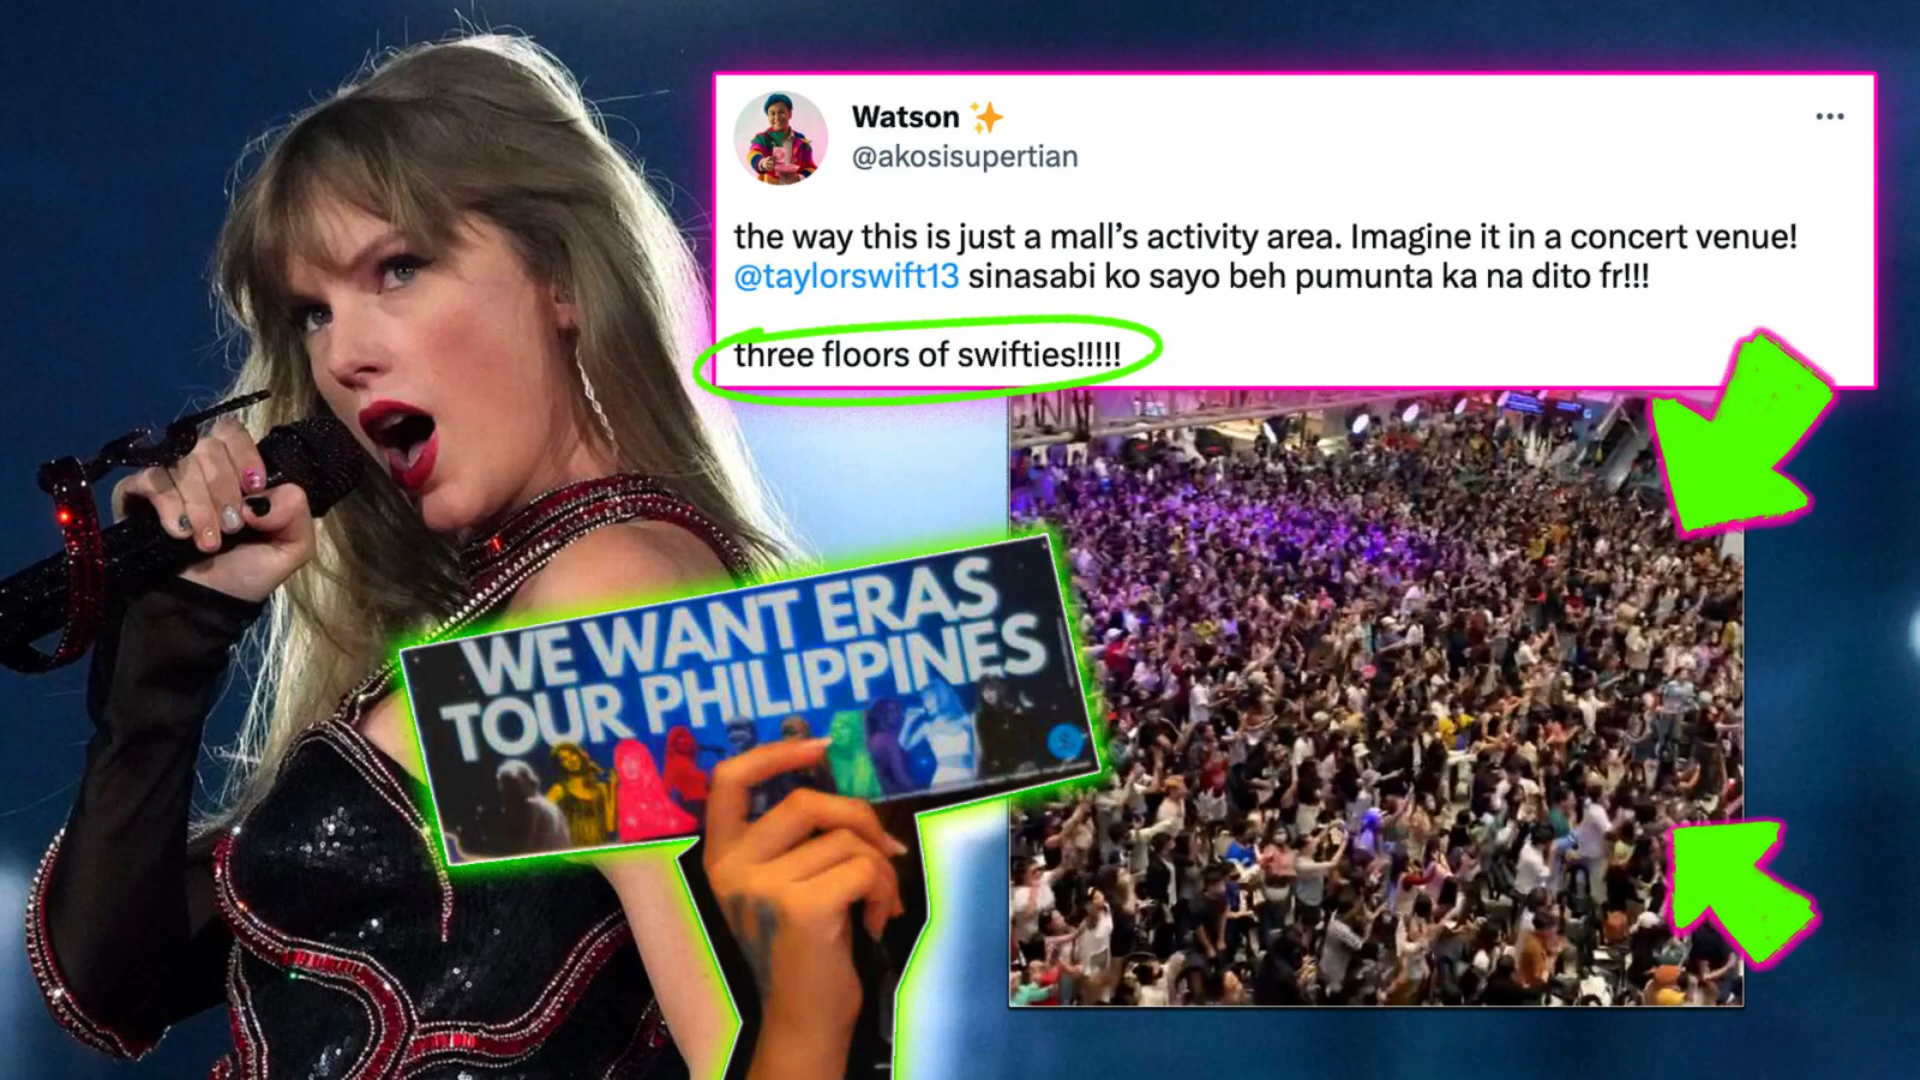 Watson
@akosisupertian
the way this is just a mall's activity area. Imagine it in a concert venue!
@taylorswift13 sinasabi ko sayo beh pumunta ka na dito fr!!!
three floors of swifties!!!!!
WE WANT ERAS
TOUR PHILIPPINES